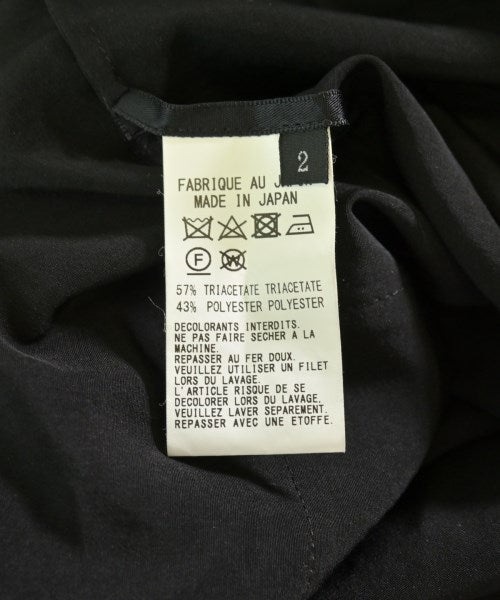 2
FABRIQUE AU JAPON
MADE IN JAPAN
F
W
57% TRIACETATE TRIACETATE
43% POLYESTER POLYESTER
DECOLORANTS INTERDITS.
NE PAS FAIRE SECHER A LA
MACHINE.
REPASSER AU FER DOUX.
VEUILLEZ UTILISER UN FILET
LORS DU LAVAGE.
L'ARTICLE RISQUE DE SE
DECOLORER LORS DU LAVAGE,
VEUILLEZ LAVER SEPAREMENT.
REPASSER AVEC UNE ETOFFE.